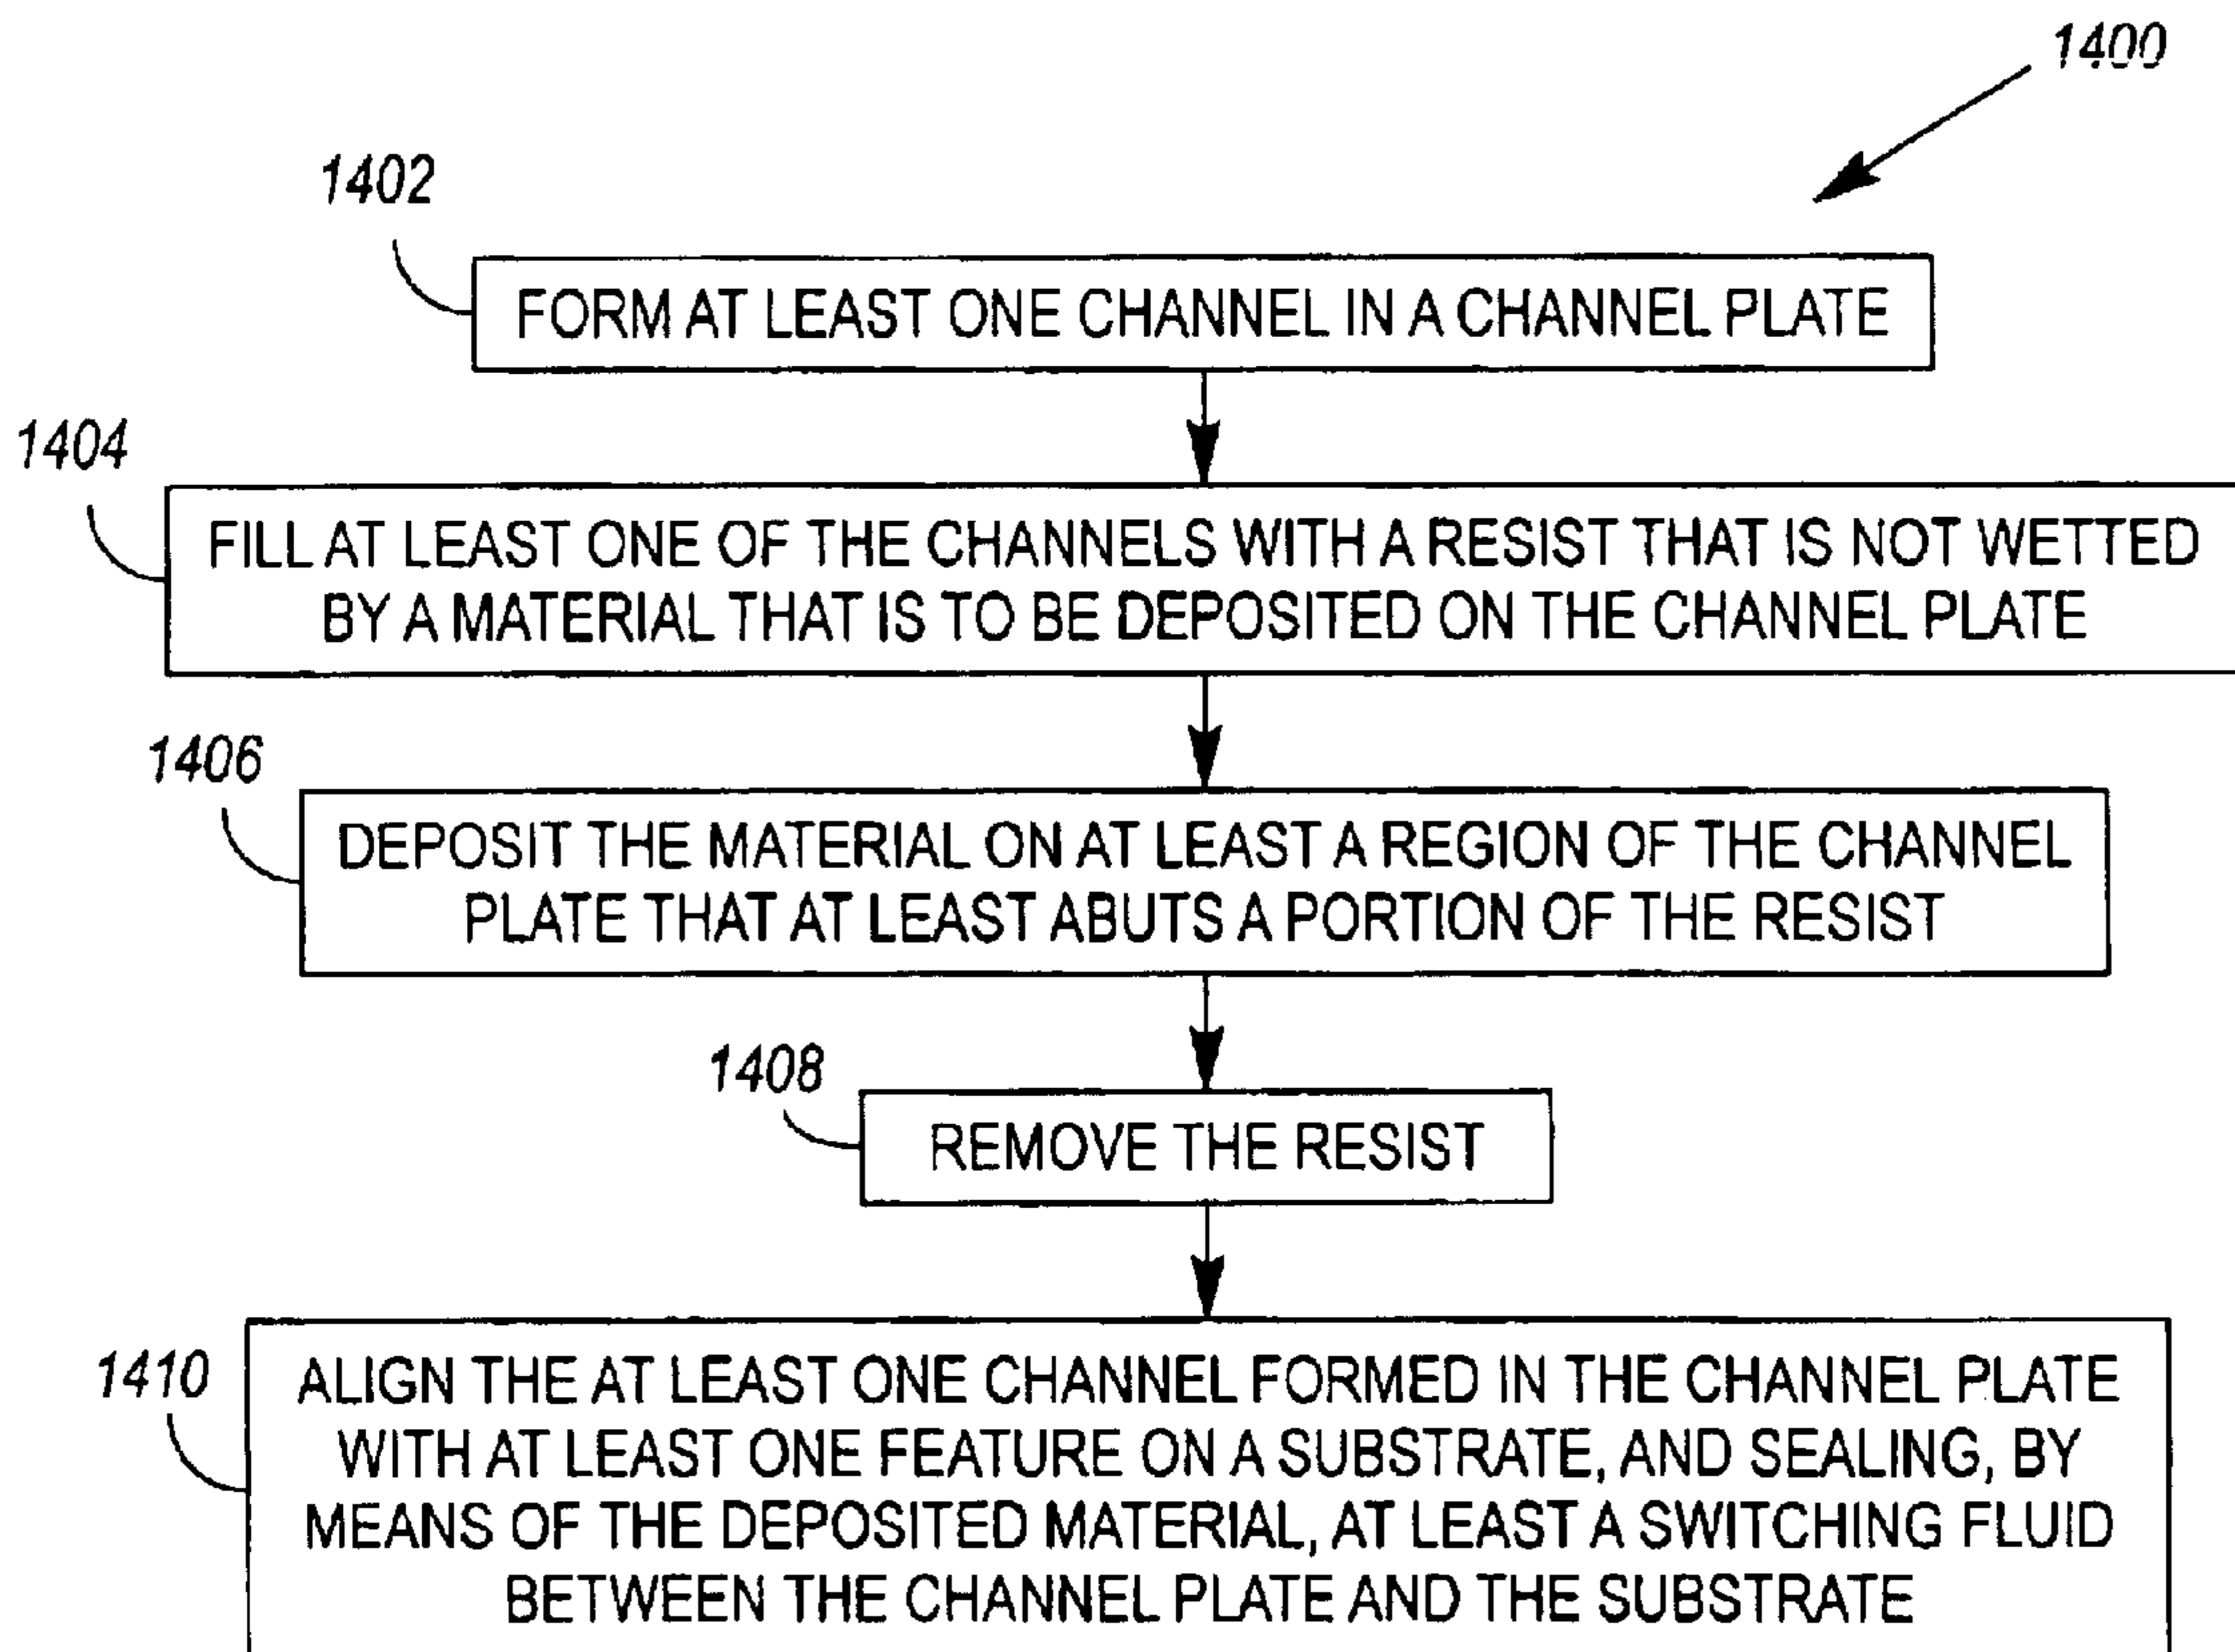 1400
1402
FORM AT LEAST ONE CHANNEL IN A CHANNEL PLATE
1404
FILL AT LEAST ONE OF THE CHANNELS WITH A RESIST THAT IS NOT WETTED
BY A MATERIAL THAT IS TO BE DEPOSITED ON THE CHANNEL PLATE
1406
DEPOSIT THE MATERIAL ON AT LEAST A REGION OF THE CHANNEL
PLATE THAT AT LEAST ABUTS A PORTION OF THE RESIST
1408
REMOVE THE RESIST
1410
ALIGN THE AT LEAST ONE CHANNEL FORMED IN THE CHANNEL PLATE
WITH AT LEAST ONE FEATURE ON A SUBSTRATE, AND SEALING, BY
MEANS OF THE DEPOSITED MATERIAL, AT LEAST A SWITCHING FLUID
BETWEEN THE CHANNEL PLATE AND THE SUBSTRATE